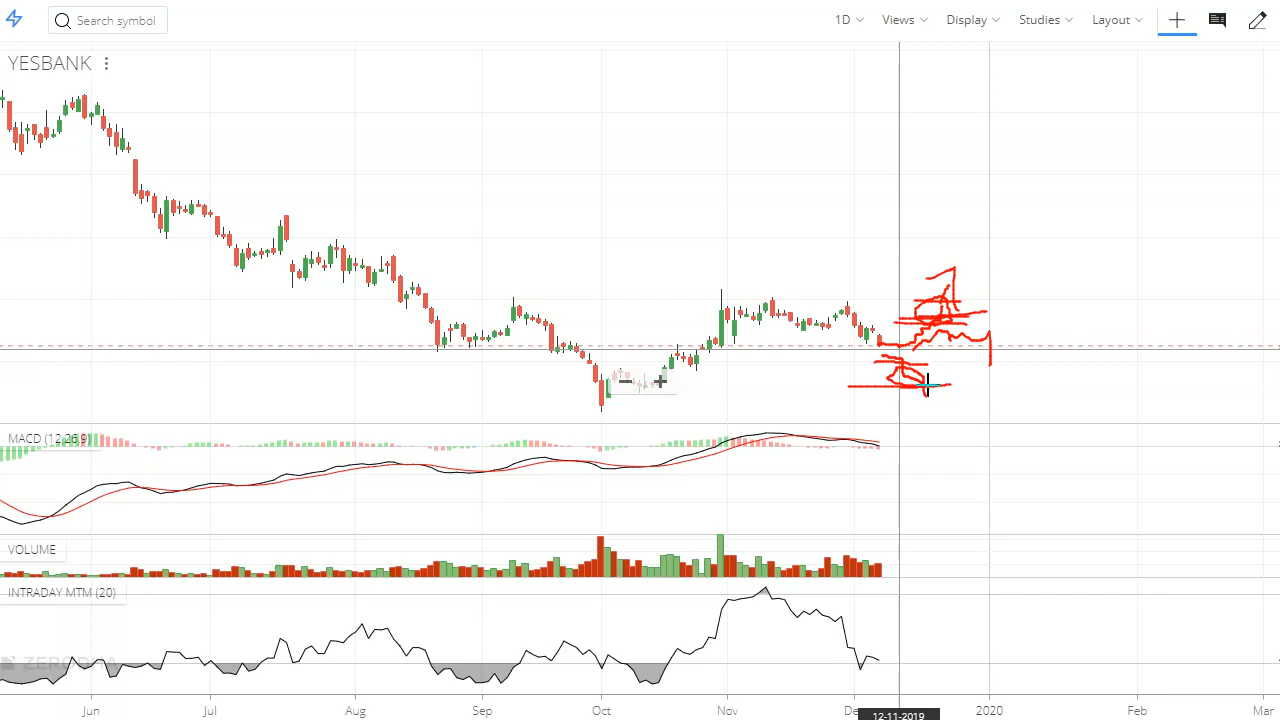 Search symbol 1D Views Display Studies Layout
YESBANK
MACD (12,26,9)
VOLUME
INTRADAY MTM (20)
ZERODHA
Jun Jul Aug Sep Oct Nov 2020 Feb Mar
12-11-2019